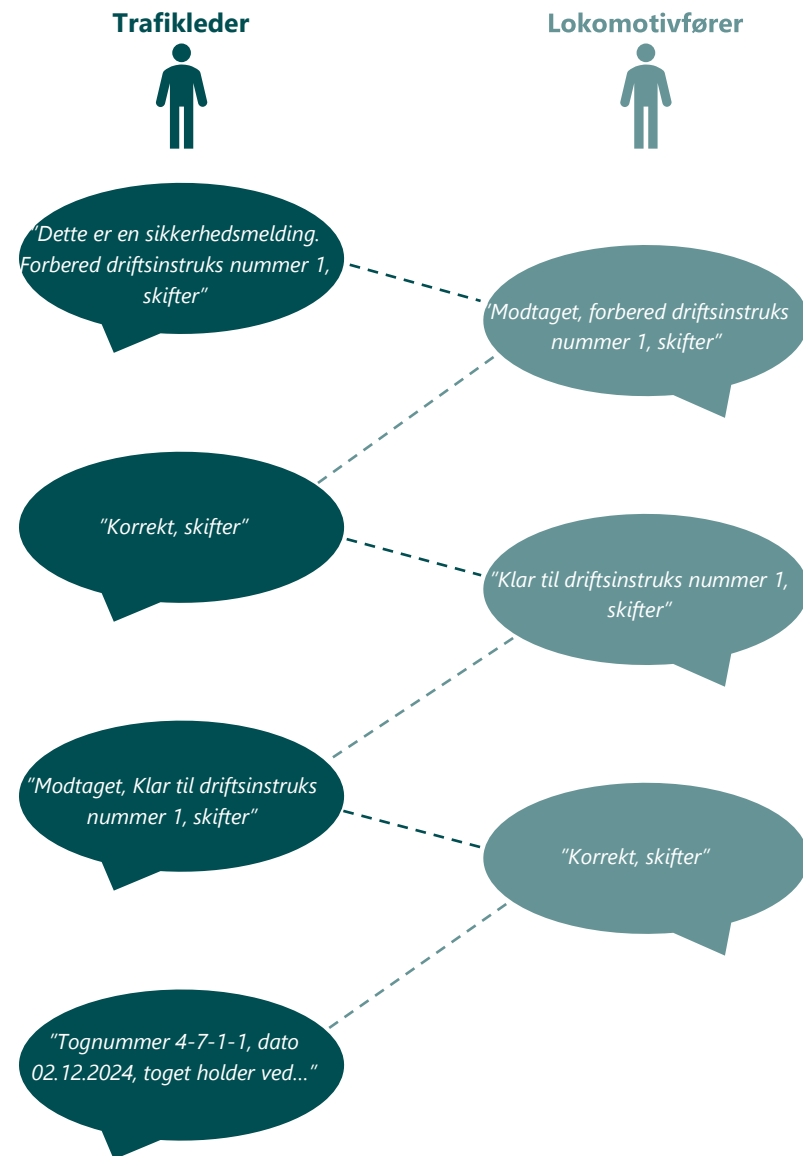 Trafikleder
Lokomotivfører
"Dette er en sikkerhedsmelding.
Forbered driftsinstruks nummer 1,
skifter"
"Modtaget, forbered driftsinstruks
nummer 1, skifter"
"Korrekt, skifter"
"Klar til driftsinstruks nummer 1,
skifter"
"Modtaget, Klar til driftsinstruks
nummer 1, skifter"
"Korrekt, skifter"
"Tognummer 4-7-1-1, dato
02.12.2024, toget holder ved…"